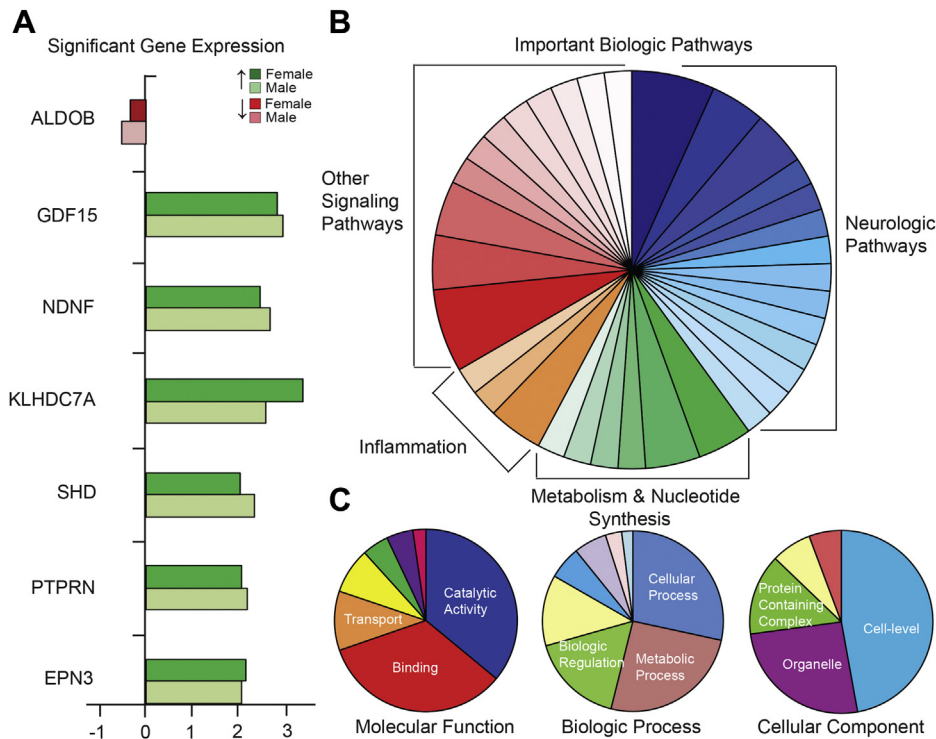 A
Significant Gene Expression
↑ Female
Male
↓ Female
Male
ALDOB
GDF15
NDNF
KLHDC7A
SHD
PTPRN
EPN3
-1 0 1 2 3
B
Important Biologic Pathways
Other
Signaling
Pathways
Neurologic
Pathways
Inflammation
Metabolism & Nucleotide
Synthesis
C
Catalytic
Activity
Transport
Binding
Molecular Function
Cellular
Process
Biologic
Regulation
Metabolic
Process
Biologic Process
Protein
Containing
Complex
Cell-level
Organelle
Cellular Component